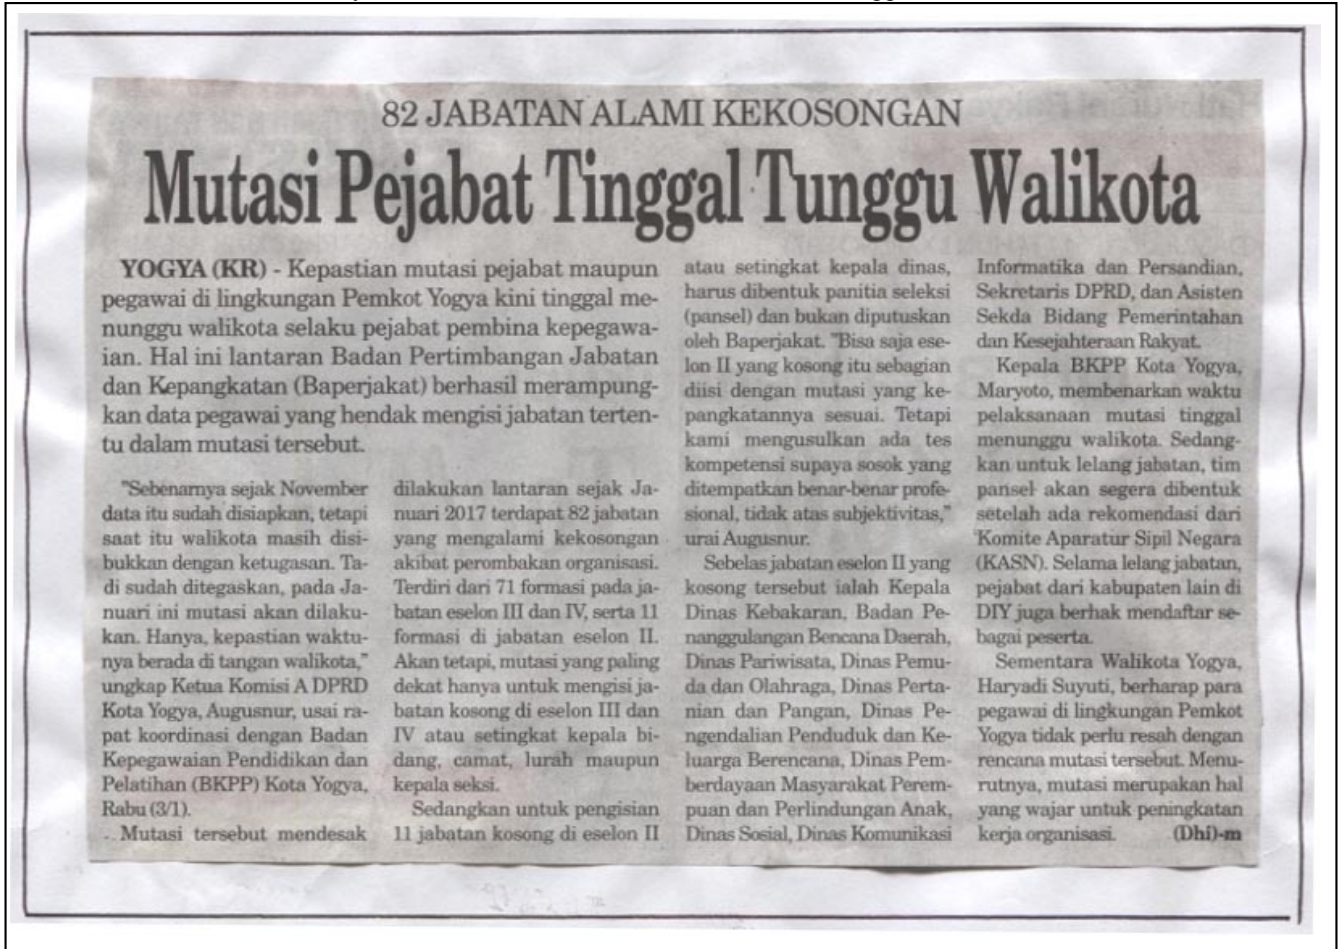 82 JABATAN ALAMI KEKOSONGAN
Mutasi Pejabat Tinggal Tunggu Walikota
YOGYA (KR) - Kepastian mutasi pejabat maupun
pegawai di lingkungan Pemkot Yogya kini tinggal me-
nunggu walikota selaku pejabat pembina kepegawa-
ian. Hal ini lantaran Badan Pertimbangan Jabatan
dan Kepangkatan (Baperjakat) berhasil merampung-
kan data pegawai yang hendak mengisi jabatan terten-
tu dalam mutasi tersebut.
"Sebenarnya sejak November
data itu sudah disiapkan, tetapi
saat itu walikota masih disi-
bukkan dengan ketugasan. Ta-
di sudah ditegaskan, pada Ja-
nuari ini mutasi akan dilaku-
kan. Hanya, kepastian waktu-
nya berada di tangan walikota,"
ungkap Ketua Komisi A DPRD
Kota Yogya, Augusnur, usai ra-
pat koordinasi dengan Badan
Kepegawaian Pendidikan dan
Pelatihan (BKPP) Kota Yogya,
Rabu (3/1).
Mutasi tersebut mendesak
dilakukan lantaran sejak Ja-
nuari 2017 terdapat 82 jabatan
yang mengalami kekosongan
akibat perombakan organisasi.
Terdiri dari 71 formasi pada ja-
batan eselon III dan IV, serta 11
formasi di jabatan eselon II.
Akan tetapi, mutasi yang paling
dekat hanya untuk mengisi ja-
batan kosong di eselon III dan
IV atau setingkat kepala bi-
dang, camat, lurah maupun
kepala seksi.
Sedangkan untuk pengisian
11 jabatan kosong di eselon II
atau setingkat kepala dinas,
harus dibentuk panitia seleksi
(pansel) dan bukan diputuskan
oleh Baperjakat. "Bisa saja ese-
lon II yang kosong itu sebagian
diisi dengan mutasi yang ke-
pangkatannya sesuai. Tetapi
kami mengusulkan ada tes
kompetensi supaya sosok yang
ditempatkan benar-benar profe-
sional, tidak atas subjektivitas,"
urai Augusnur.
Sebelas jabatan eselon II yang
kosong tersebut ialah Kepala
Dinas Kebakaran, Badan Pe-
nanggulangan Bencana Daerah,
Dinas Pariwisata, Dinas Pemu-
da dan Olahraga, Dinas Perta-
nian dan Pangan, Dinas Pe-
ngendalian Penduduk dan Ke-
luarga Berencana, Dinas Pem-
berdayaan Masyarakat Perem-
puan dan Perlindungan Anak,
Dinas Sosial, Dinas Komunikasi
Informatika dan Persandian,
Sekretaris DPRD, dan Asisten
Sekda Bidang Pemerintahan
dan Kesejahteraan Rakyat.
Kepala BKPP Kota Yogya,
Maryoto, membenarkan waktu
pelaksanaan mutasi tinggal
menunggu walikota. Sedang-
kan untuk lelang jabatan, tim
pansel akan segera dibentuk
setelah ada rekomendasi dari
Komite Aparatur Sipil Negara
(KASN). Selama lelang jabatan,
pejabat dari kabupaten lain di
DIY juga berhak mendaftar se-
bagai peserta.
Sementara Walikota Yogya,
Haryadi Suyuti, berharap para
pegawai di lingkungan Pemkot
Yogya tidak perlu resah dengan
rencana mutasi tersebut. Menu-
rutnya, mutasi merupakan hal
yang wajar untuk peningkatan
kerja organisasi. (Dhi)-m